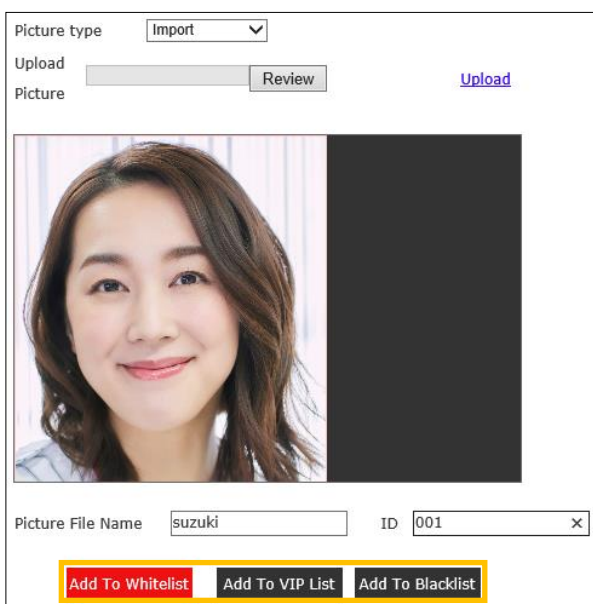 Picture type Import
Upload
Picture
Review Upload
Picture File Name suzuki ID 001 ×
Add To Whitelist Add To VIP List Add To Blacklist